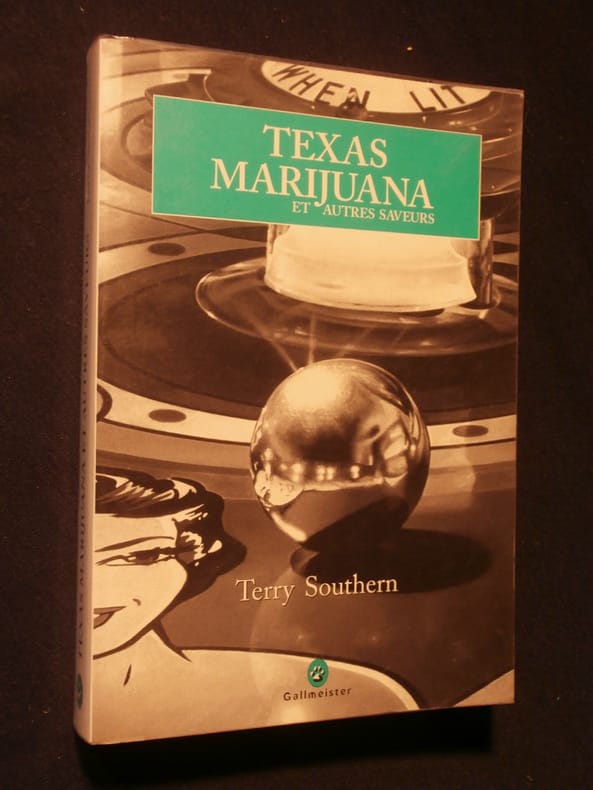 WHEN LIT
TEXAS
MARIJUANA
ET AUTRES SAVEURS
Terry Southern
Gallmeister